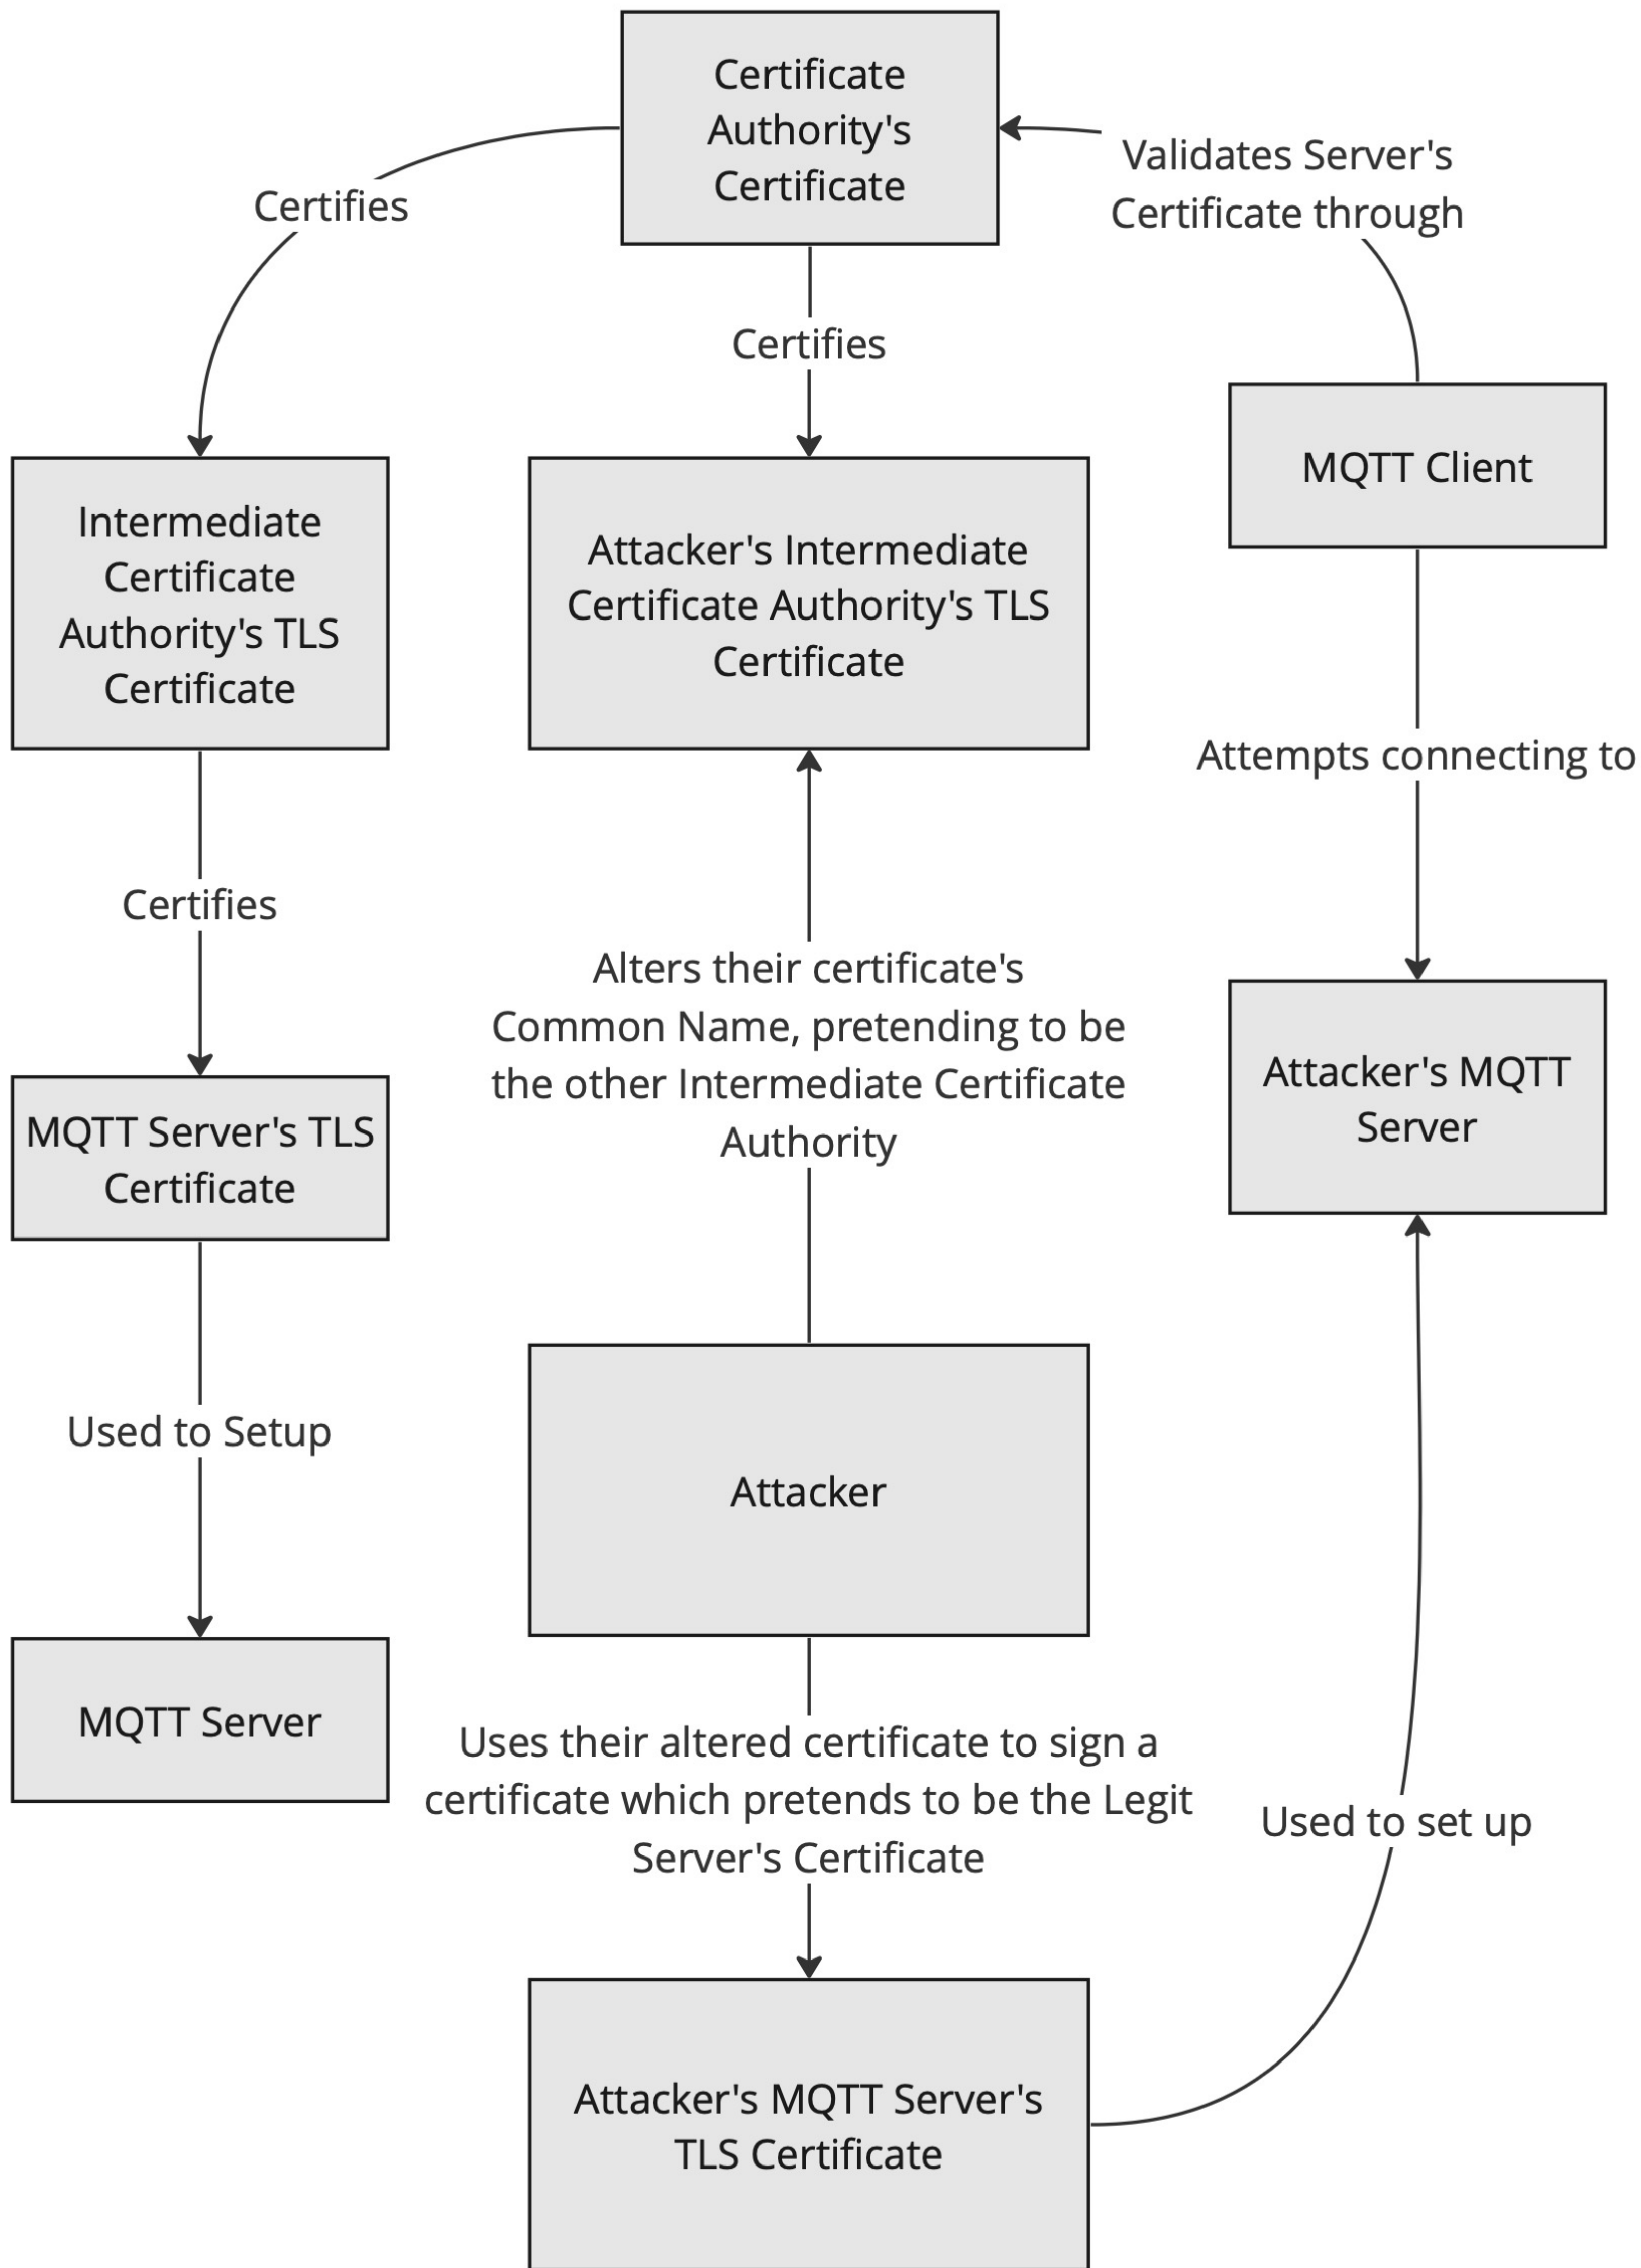 Certificate
Authority's
Certificate
Validates Server's
Certificate through
Certifies
Certifies
MQTT Client
Intermediate
Certificate
Authority's TLS
Certificate
Attacker's Intermediate
Certificate Authority's TLS
Certificate
Attempts connecting to
Certifies
Alters their certificate's
Common Name, pretending to be
the other Intermediate Certificate
Authority
Attacker's MQTT
Server
MQTT Server's TLS
Certificate
Used to Setup
Attacker
MQTT Server
Uses their altered certificate to sign a
certificate which pretends to be the Legit
Server's Certificate
Used to set up
Attacker's MQTT Server's
TLS Certificate